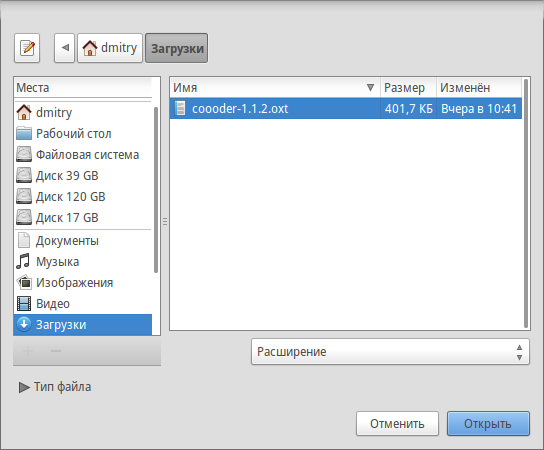 dmitry Загрузки
Места
dmitry
Рабочий стол
Файловая система
Диск 39 GB
Диск 120 GB
Диск 17 GB
Документы
Музыка
Изображения
Видео
Загрузки
Имя Размер Изменён
coooder-1.1.2.oxt 401,7 КБ Вчера в 10:41
Расширение
Тип файла
Отменить Открыть